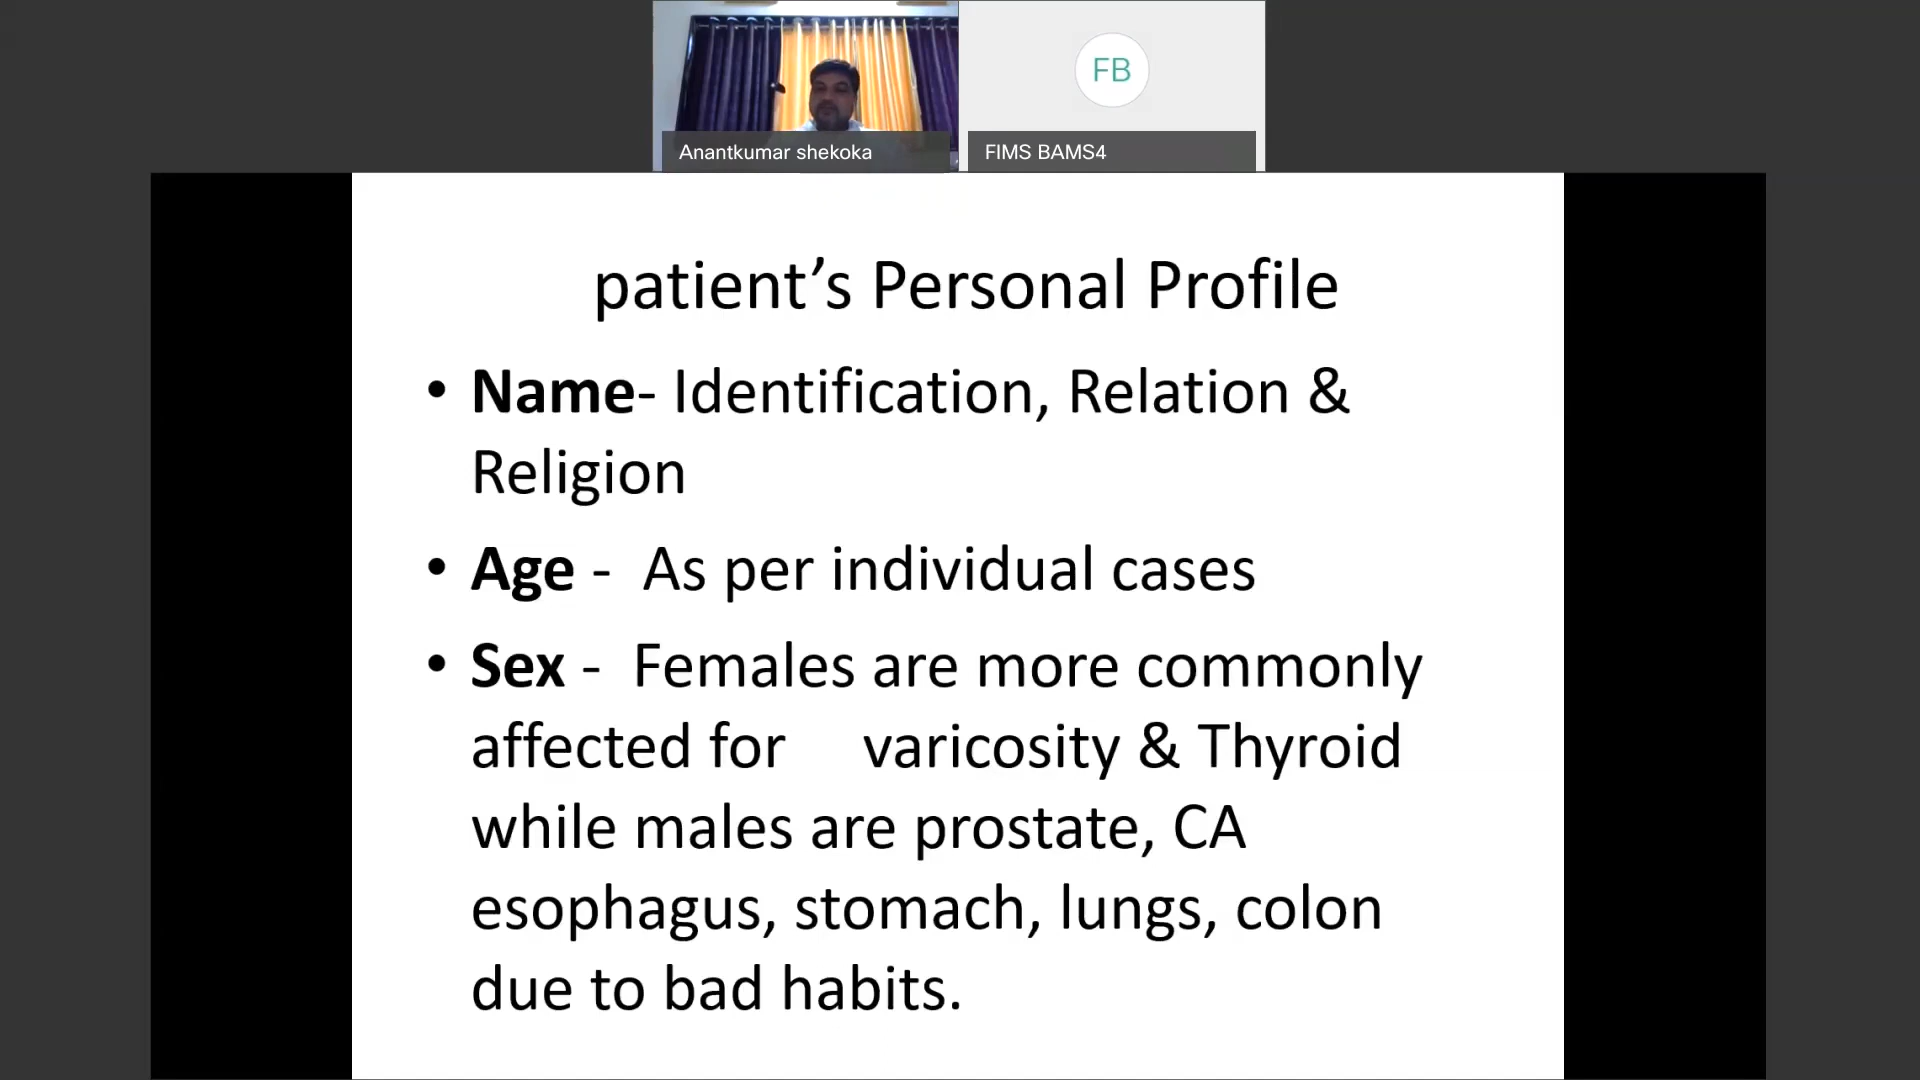 FB
Anantkumar shekoka
FIMS BAMS4
patient’s Personal Profile
• Name- Identification, Relation &
Religion
• Age - As per individual cases
• Sex - Females are more commonly
affected for varicosity & Thyroid
while males are prostate, CA
esophagus, stomach, lungs, colon
due to bad habits.